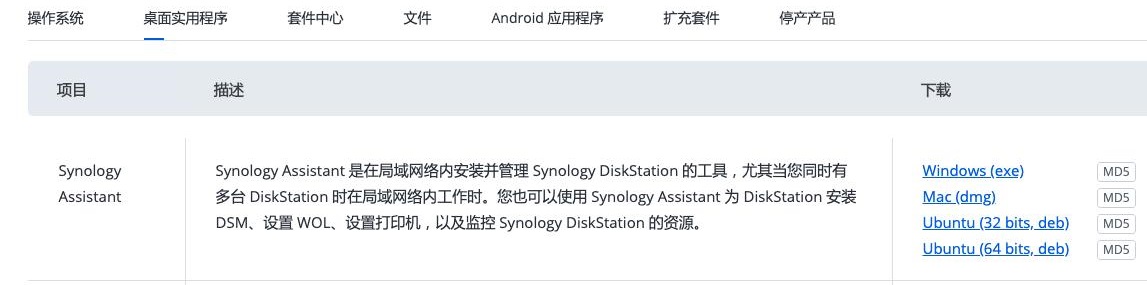 操作系统 桌面实用程序 套件中心 文件 Android 应用程序 扩充套件 停产产品
项目 描述 下载
Synology Assistant
Synology Assistant 是在局域网络内安装并管理 Synology DiskStation 的工具，尤其当您同时有
多台 DiskStation 时在局域网络内工作时。您也可以使用 Synology Assistant 为 DiskStation 安装
DSM、设置 WOL、设置打印机，以及监控 Synology DiskStation 的资源。
Windows (exe) MD5
Mac (dmg) MD5
Ubuntu (32 bits, deb) MD5
Ubuntu (64 bits, deb) MD5